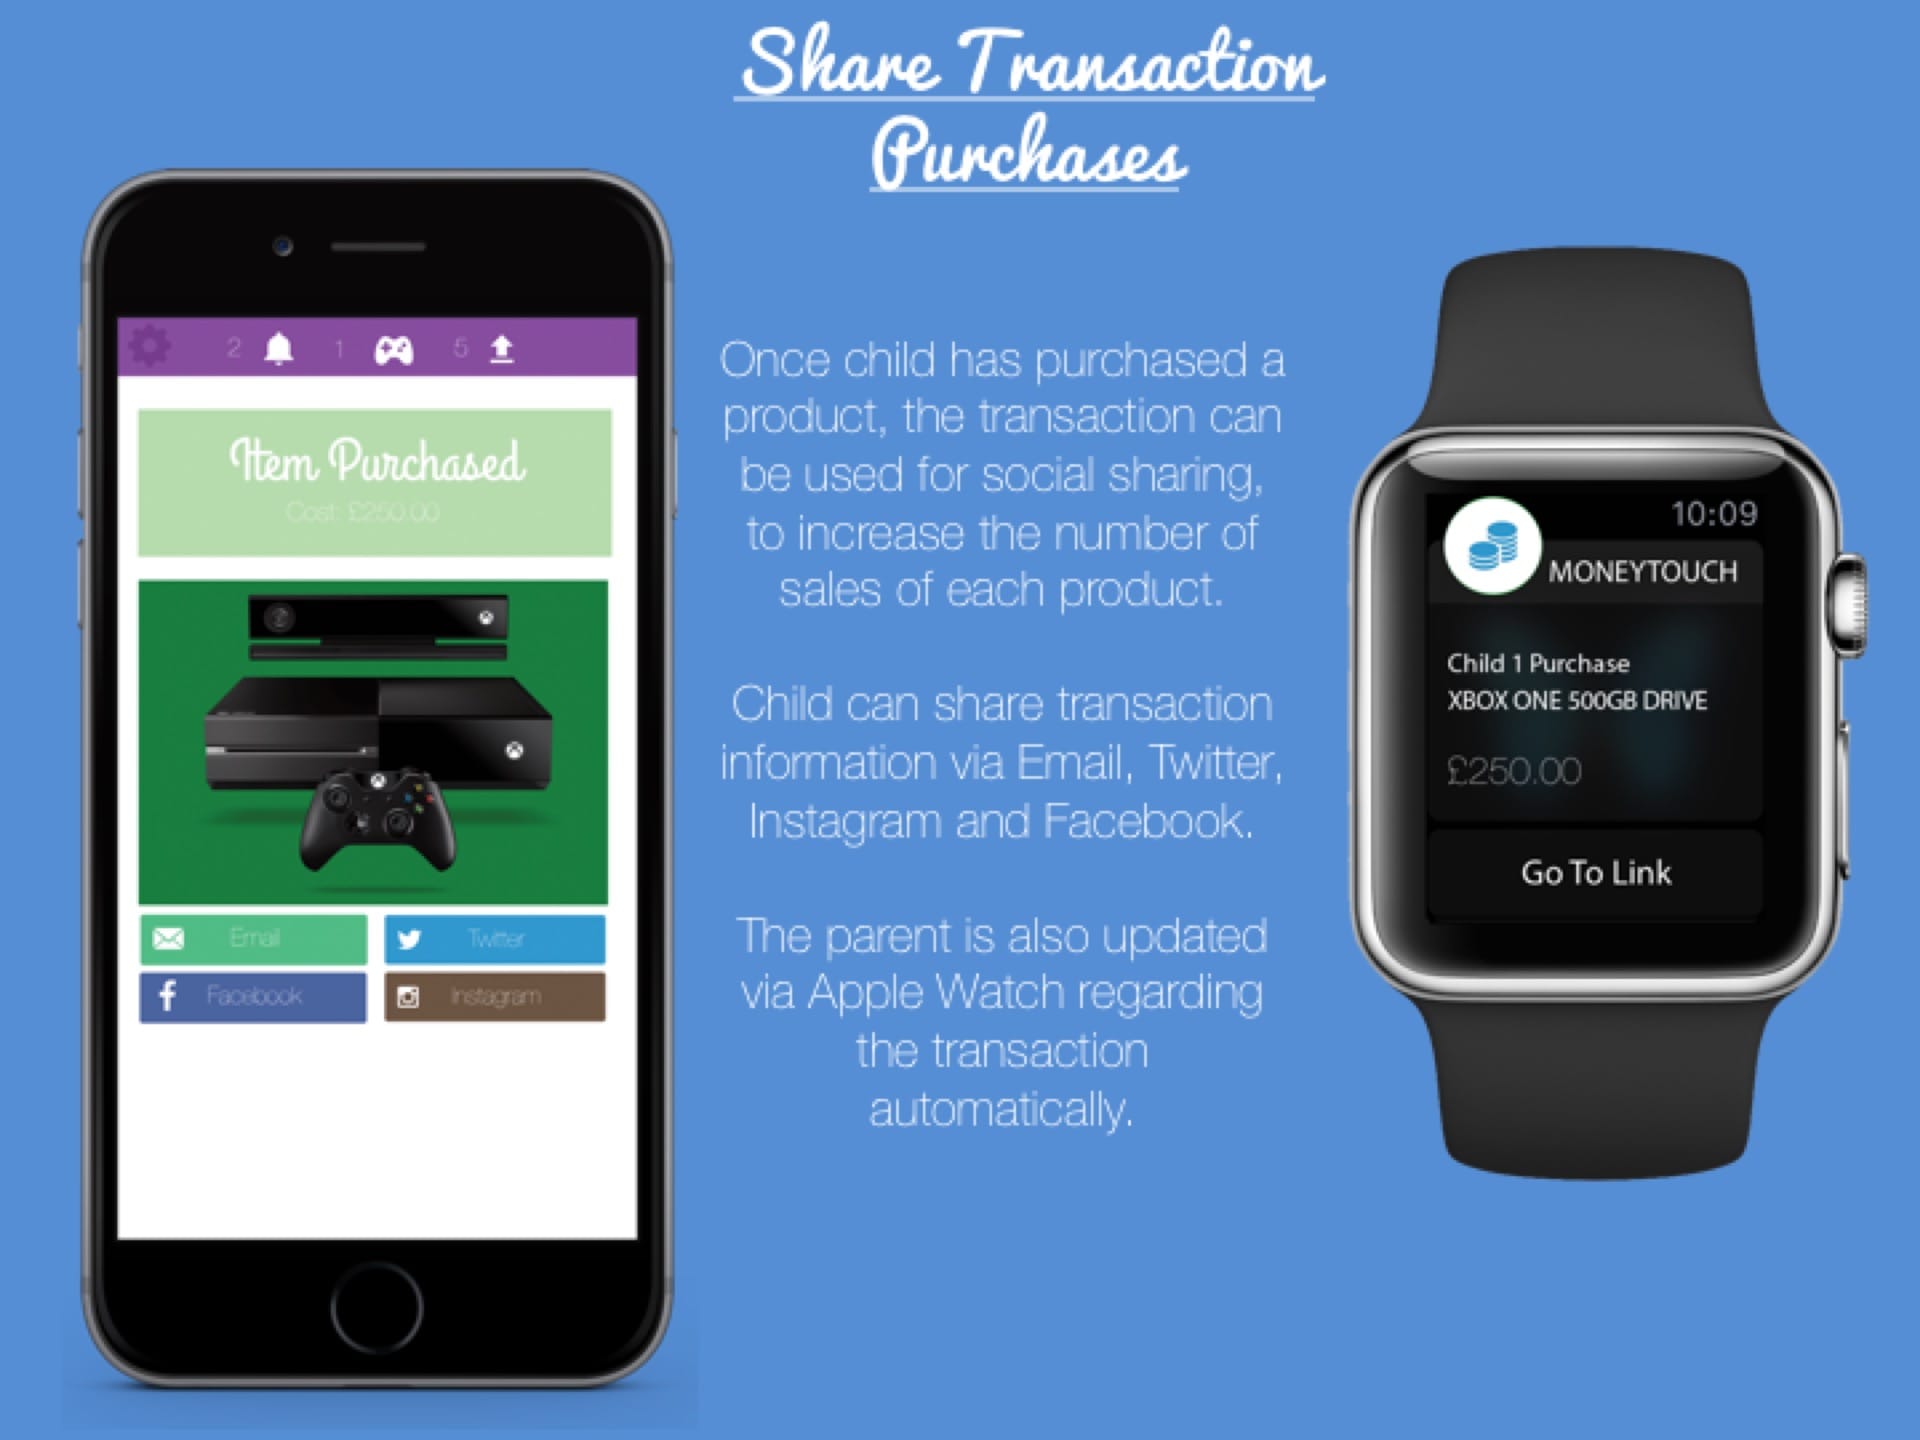 Share Transaction
Purchases
2 1 5
Item Purchased
Cost: £250.00
Email
Twitter
Facebook
Instagram
Once child has purchased a
product, the transaction can
be used for social sharing,
to increase the number of
sales of each product.
Child can share transaction
information via Email, Twitter,
Instagram and Facebook.
The parent is also updated
via Apple Watch regarding
the transaction
automatically.
10:09
MONEYTOUCH
Child 1 Purchase
XBOX ONE 500GB DRIVE
£250.00
Go To Link